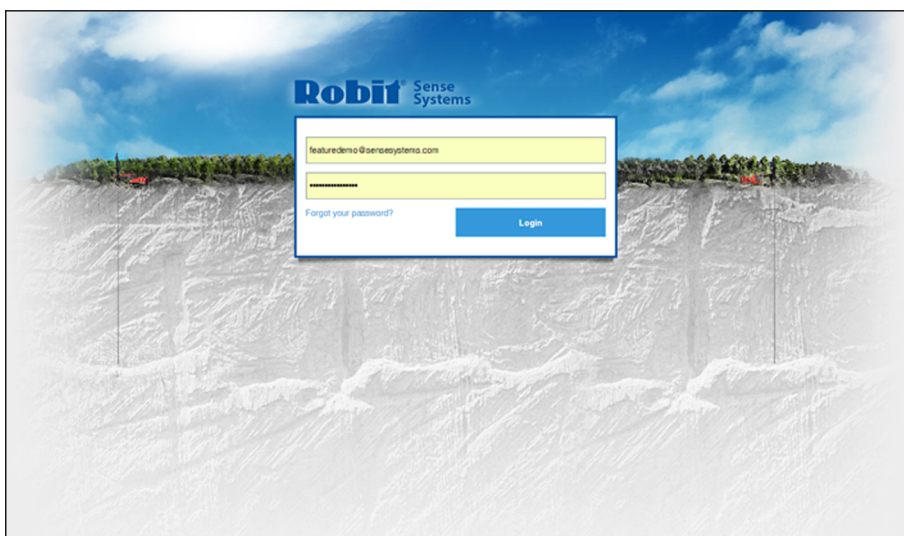 Robit® Sense
Systems
featuredemo@sensesystems.com
••••••••••••••••
Forgot your password?
Login